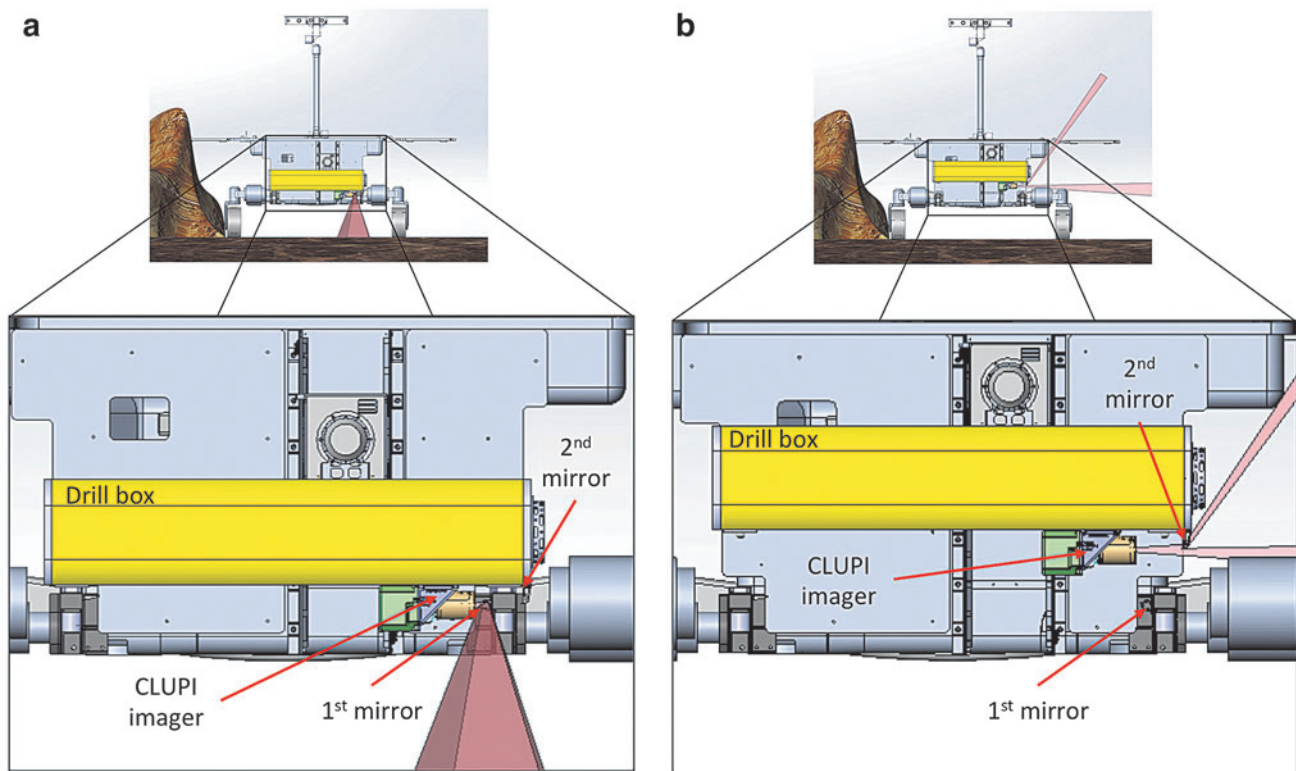 a
b
2nd
mirror
Drill box
CLUPI
imager
1st mirror
2nd
mirror
Drill box
CLUPI
imager
1st mirror